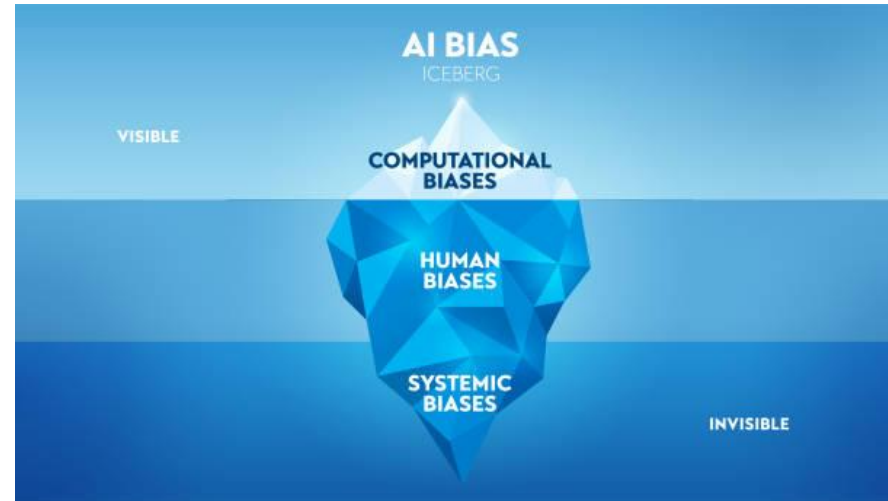 AI BIAS
ICEBERG
VISIBLE
COMPUTATIONAL
BIASES
HUMAN
BIASES
SYSTEMIC
BIASES
INVISIBLE